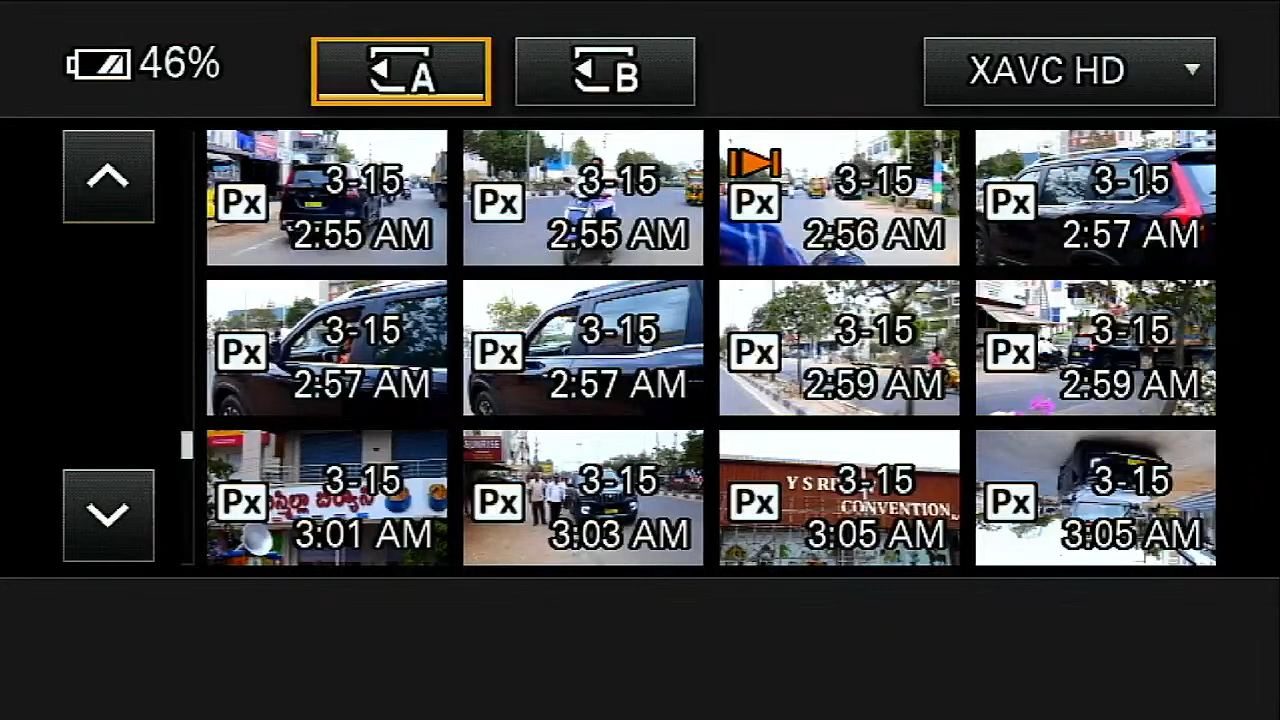 46%
A
B
XAVC HD
Px 3-15
2:55 AM
Px 3-15
2:55 AM
Px 3-15
2:56 AM
Px 3-15
2:57 AM
Px 3-15
2:57 AM
Px 3-15
2:57 AM
Px 3-15
2:59 AM
Px 3-15
2:59 AM
Px 3-15
3:01 AM
SUNRISE
Px 3-15
3:03 AM
Y S R
CONVENTION
Px 3-15
3:05 AM
Px 3-15
3:05 AM